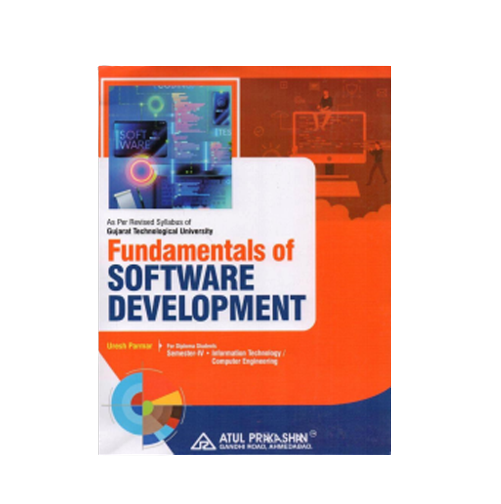 SOFT
WARE
As Per Revised Syllabus of
Gujarat Technological University
Fundamentals of
SOFTWARE
DEVELOPMENT
Uresh Parmar
For Diploma Students
Semester-IV • Information Technology /
Computer Engineering
ATUL PRAKASHAN
GANDHI ROAD, AHMEDABAD.